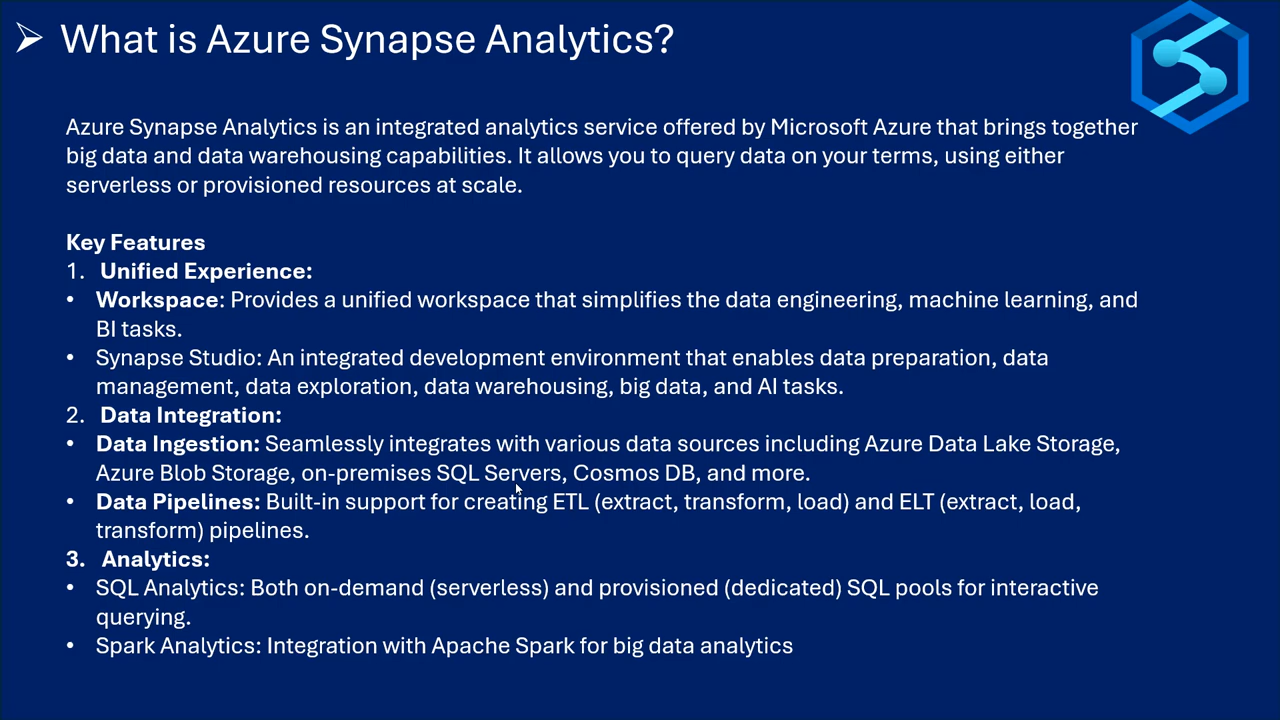 ➢ What is Azure Synapse Analytics?
Azure Synapse Analytics is an integrated analytics service offered by Microsoft Azure that brings together
big data and data warehousing capabilities. It allows you to query data on your terms, using either
serverless or provisioned resources at scale.
Key Features
1. Unified Experience:
• Workspace: Provides a unified workspace that simplifies the data engineering, machine learning, and
BI tasks.
• Synapse Studio: An integrated development environment that enables data preparation, data
management, data exploration, data warehousing, big data, and AI tasks.
2. Data Integration:
• Data Ingestion: Seamlessly integrates with various data sources including Azure Data Lake Storage,
Azure Blob Storage, on-premises SQL Servers, Cosmos DB, and more.
• Data Pipelines: Built-in support for creating ETL (extract, transform, load) and ELT (extract, load,
transform) pipelines.
3. Analytics:
• SQL Analytics: Both on-demand (serverless) and provisioned (dedicated) SQL pools for interactive
querying.
• Spark Analytics: Integration with Apache Spark for big data analytics